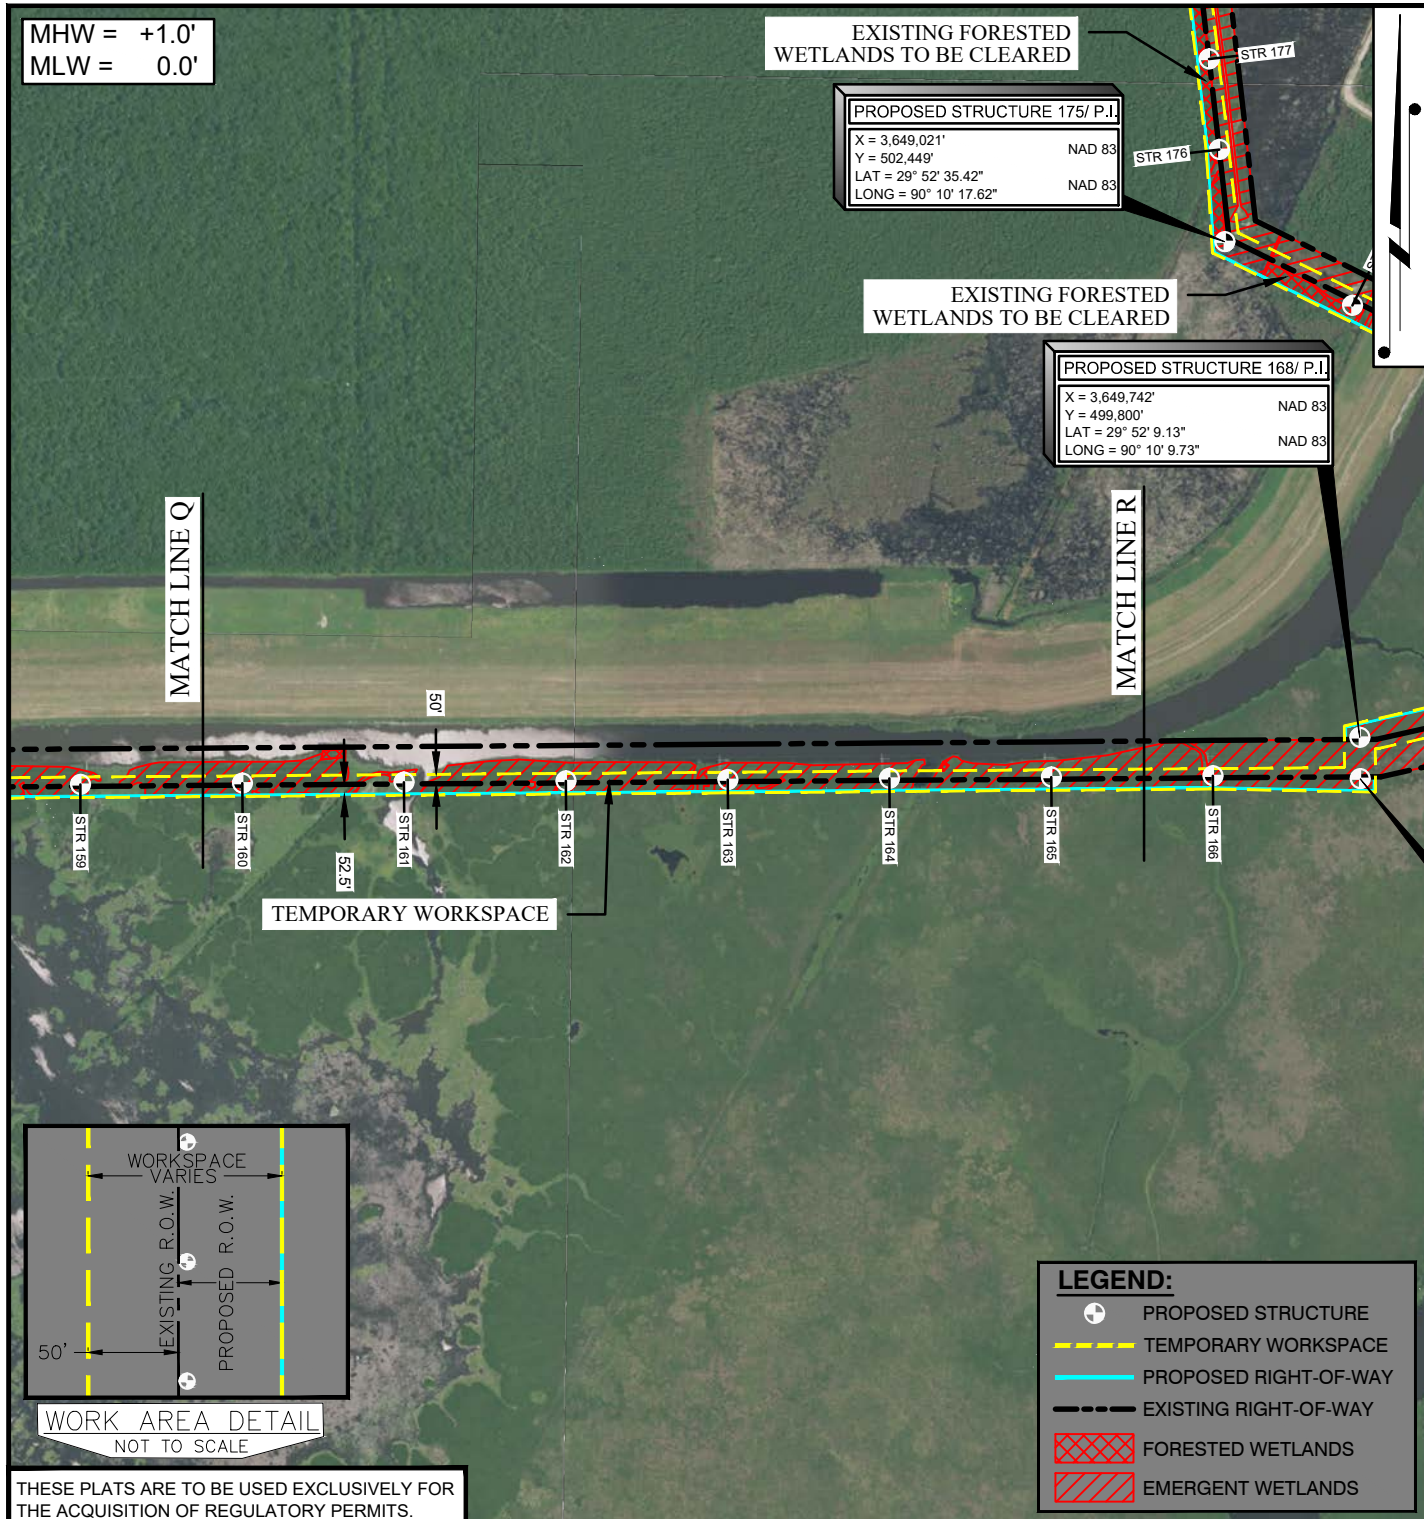 MHW = +1.0'
MLW = 0.0'
EXISTING FORESTED
WETLANDS TO BE CLEARED
STR 177
PROPOSED STRUCTURE 175/ P.I.
X = 3,649,021'
Y = 502,449'
NAD 83
LAT = 29° 52' 35.42"
LONG = 90° 10' 17.62"
NAD 83
STR 176
EXISTING FORESTED
WETLANDS TO BE CLEARED
PROPOSED STRUCTURE 168/ P.I.
X = 3,649,742'
Y = 499,800'
NAD 83
LAT = 29° 52' 9.13"
LONG = 90° 10' 9.73"
NAD 83
MATCH LINE Q
MATCH LINE R
50'
STR 159
STR 160
52.5'
STR 161
STR 162
STR 163
STR 164
STR 165
STR 166
TEMPORARY WORKSPACE
WORKSPACE
VARIES
EXISTING R.O.W.
PROPOSED R.O.W.
50'
WORK AREA DETAIL
NOT TO SCALE
LEGEND:
PROPOSED STRUCTURE
TEMPORARY WORKSPACE
PROPOSED RIGHT-OF-WAY
EXISTING RIGHT-OF-WAY
FORESTED WETLANDS
EMERGENT WETLANDS
THESE PLATS ARE TO BE USED EXCLUSIVELY FOR
THE ACQUISITION OF REGULATORY PERMITS.